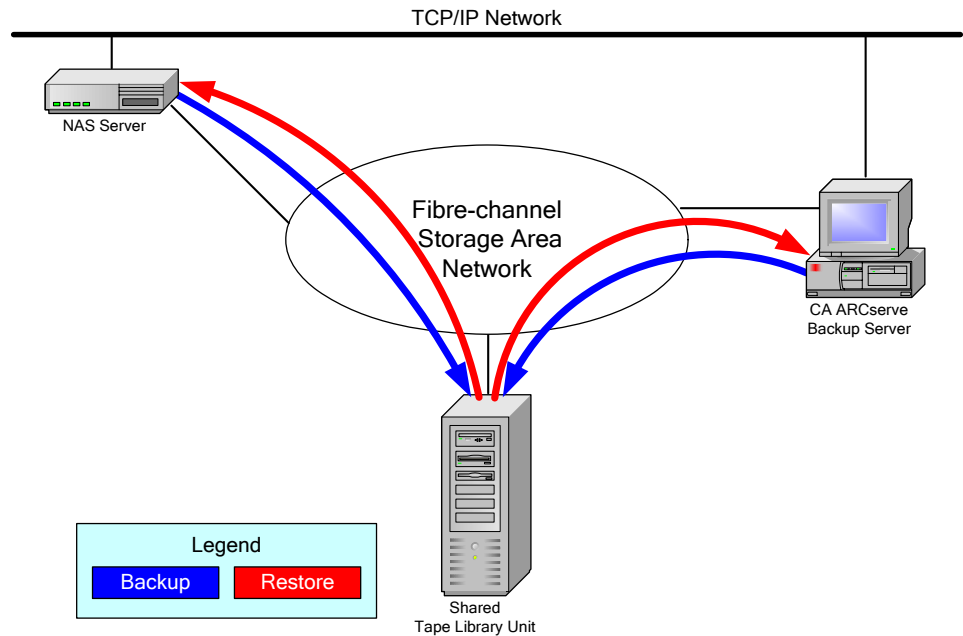 TCP/IP Network
NAS Server
Fibre-channel
Storage Area
Network
CA ARCserve
Backup Server
Legend
Backup
Restore
Shared
Tape Library Unit